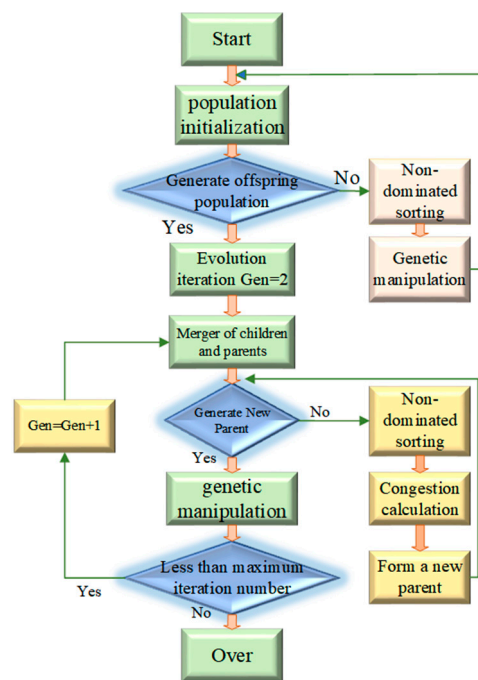 Start
population
initialization
Generate offspring
population
No
Non-
dominated
sorting
Yes
Genetic
manipulation
Evolution
iteration Gen=2
Merger of children
and parents
Gen=Gen+1
Generate New
Parent
No
Non-
dominated
sorting
Yes
genetic
manipulation
Congestion
calculation
Less than maximum
iteration number
Yes
Form a new
parent
No
Over